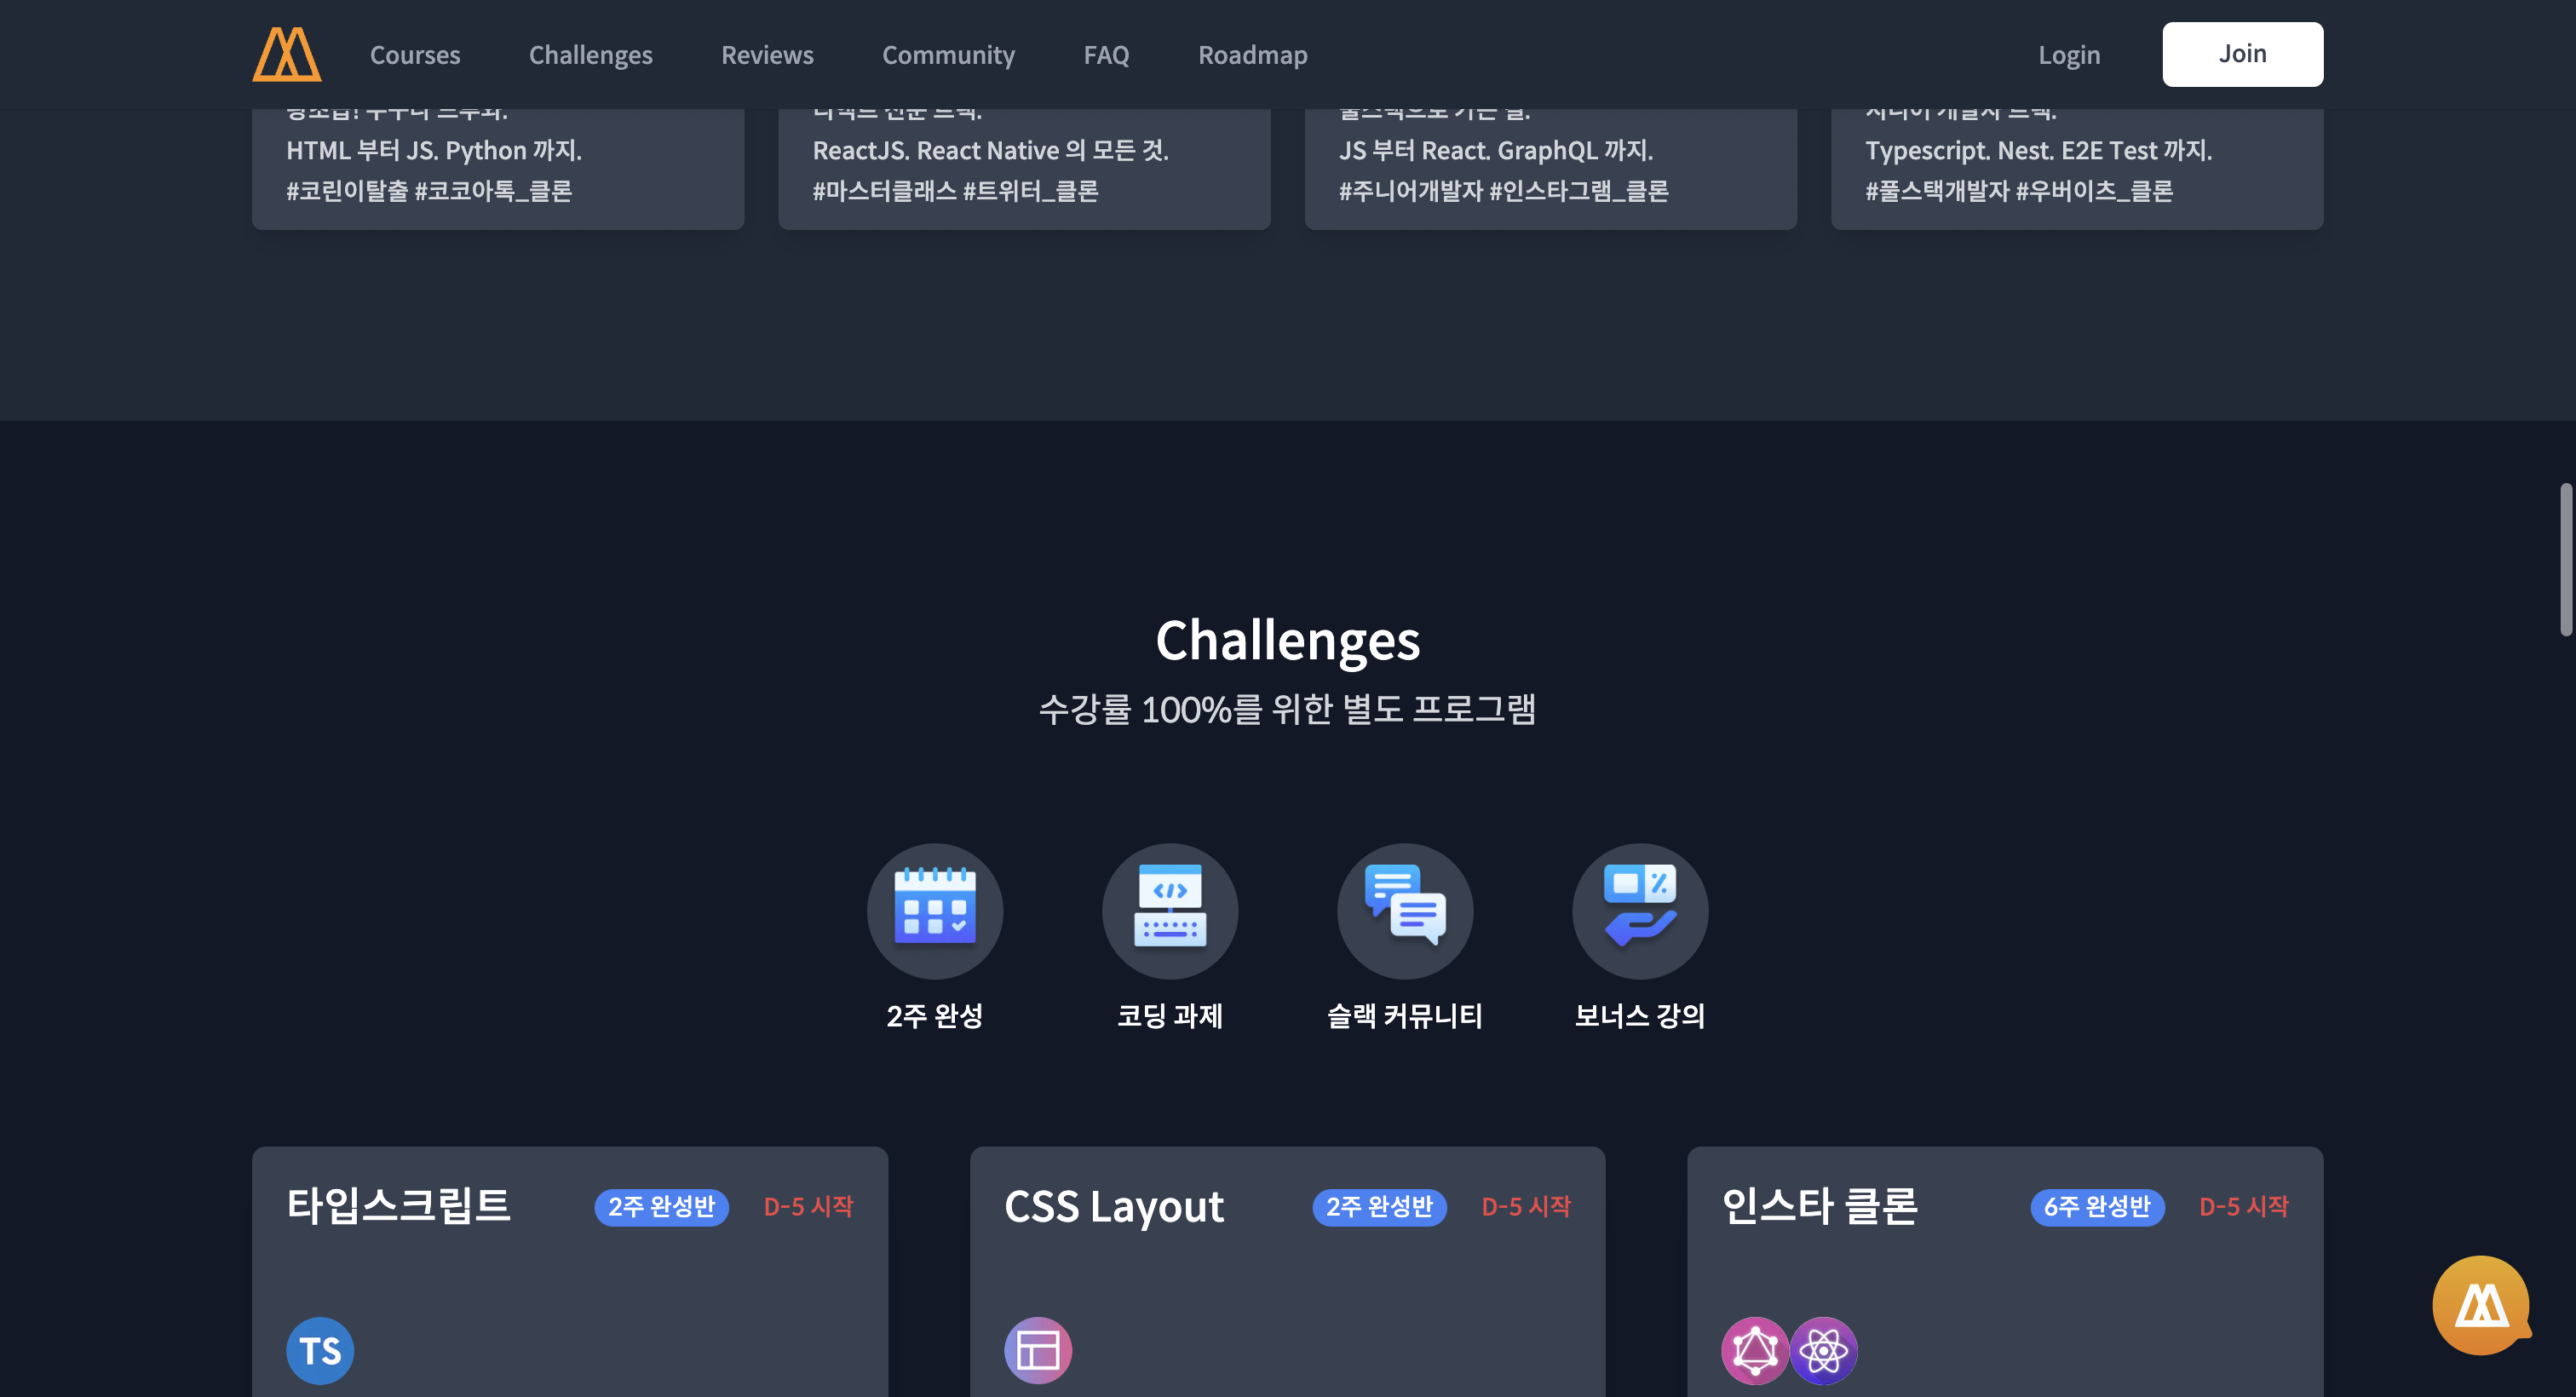 Courses Challenges Reviews Community FAQ Roadmap Login Join
HTML 부터 JS. Python 까지.
#코린이탈출 #코코아톡_클론
ReactJS. React Native 의 모든 것.
#마스터클래스 #트위터_클론
JS 부터 React. GraphQL 까지.
#주니어개발자 #인스타그램_클론
Typescript. Nest. E2E Test 까지.
#풀스택개발자 #우버이츠_클론
Challenges
수강률 100%를 위한 별도 프로그램
2주 완성
코딩 과제
슬랙 커뮤니티
보너스 강의
타입스크립트 2주 완성반 D-5 시작
TS
CSS Layout 2주 완성반 D-5 시작
인스타 클론 6주 완성반 D-5 시작